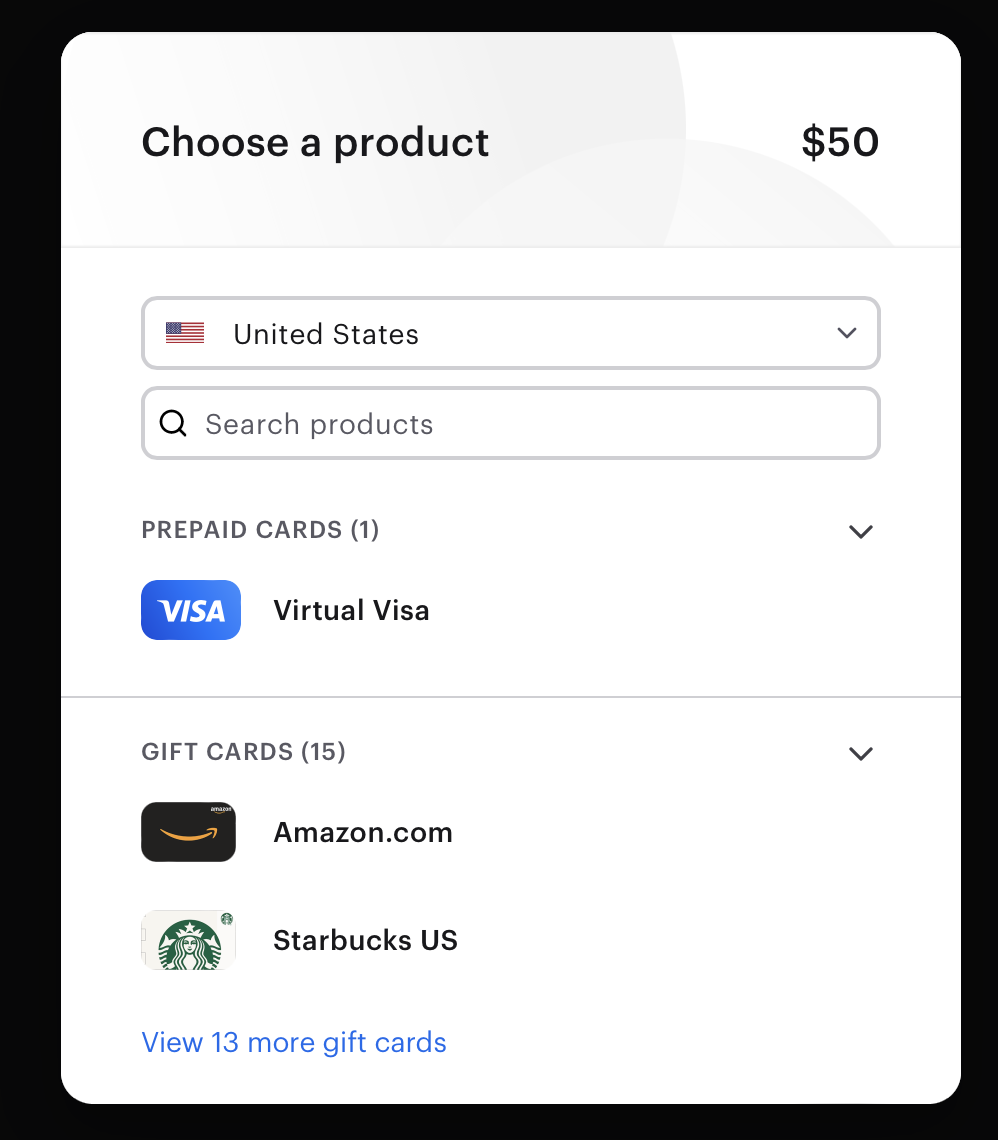 Choose a product
$50
United States
Search products
PREPAID CARDS (1)
VISA
Virtual Visa
GIFT CARDS (15)
amazon
Amazon.com
Starbucks US
View 13 more gift cards